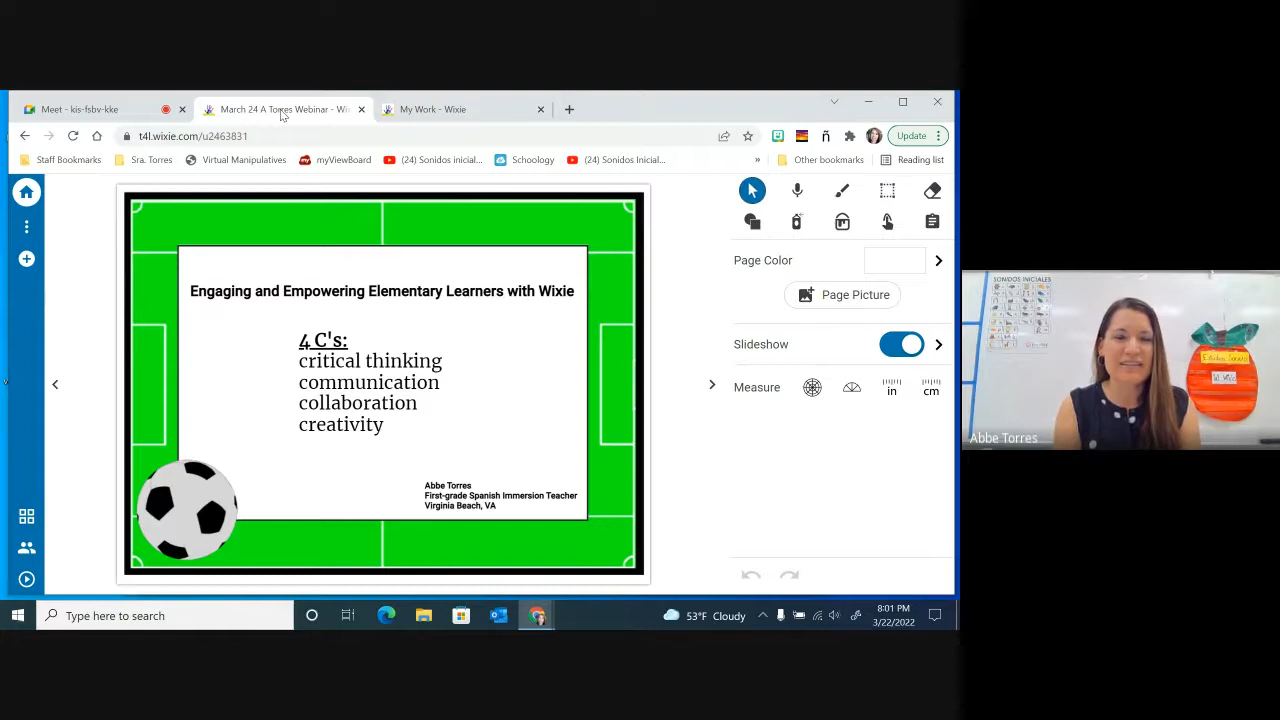 Meet - kis-fsbv-kke
March 24 A Torres Webinar - Wi
My Work - Wixie
t4l.wixie.com/u2463831
Update
Staff Bookmarks
Sra. Torres
Virtual Manipulatives
myViewBoard
(24) Sonidos inicial...
Schoology
(24) Sonidos Inicial...
»
Other bookmarks
Reading list
Engaging and Empowering Elementary Learners with Wixie
4 C's:
critical thinking
communication
collaboration
creativity
Abbe Torres
First-grade Spanish Immersion Teacher
Virginia Beach, VA
Page Color
Page Picture
Slideshow
Measure
in
cm
SONIDOS INICIALES
Abbe Torres
Type here to search
53°F Cloudy
8:01 PM
3/22/2022